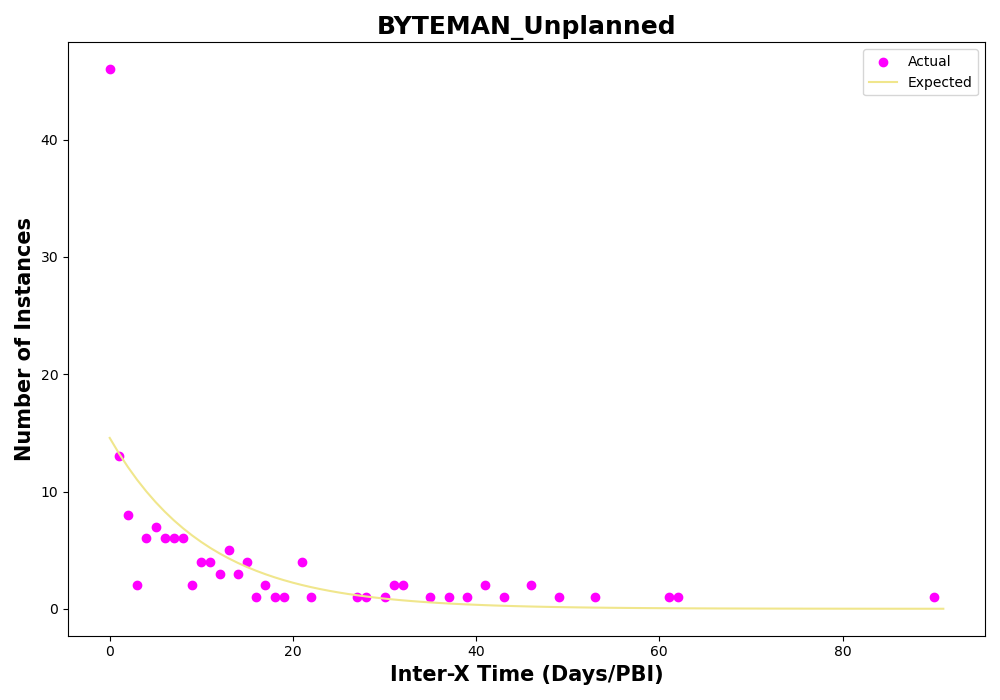 BYTEMAN_Unplanned
Actual
Expected
40
30
20
10
0
Number of Instances
0 20 40 60 80
Inter-X Time (Days/PBI)